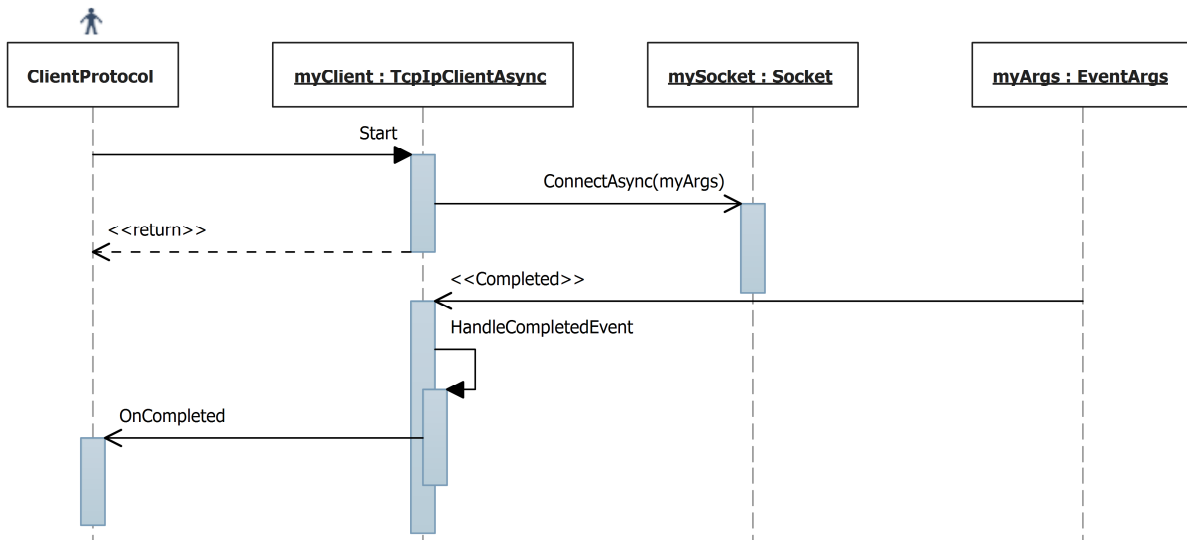 ClientProtocol
myClient : TcpIpClientAsync
mySocket : Socket
myArgs : EventArgs
Start
ConnectAsync(myArgs)
<<return>>
<<Completed>>
HandleCompletedEvent
OnCompleted